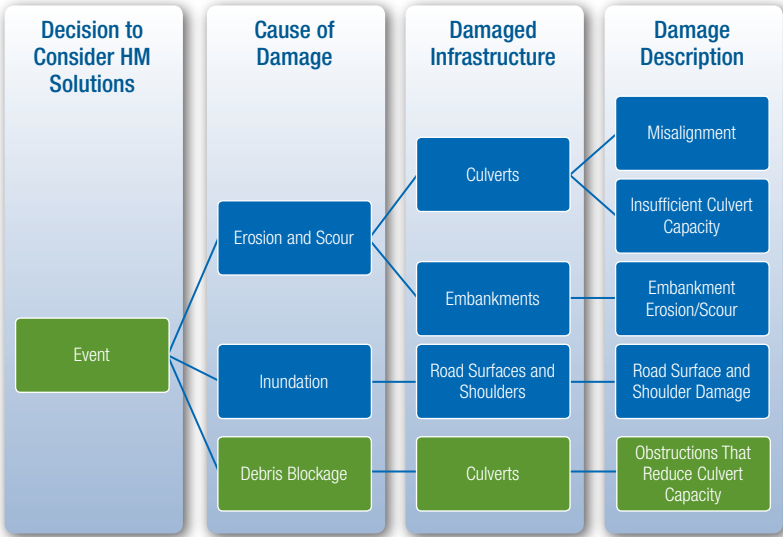 Decision to
Consider HM
Solutions
Event
Cause of
Damage
Erosion and Scour
Inundation
Debris Blockage
Damaged
Infrastructure
Culverts
Embankments
Road Surfaces and
Shoulders
Culverts
Damage
Description
Misalignment
Insufficient Culvert
Capacity
Embankment
Erosion/Scour
Road Surface and
Shoulder Damage
Obstructions That
Reduce Culvert
Capacity